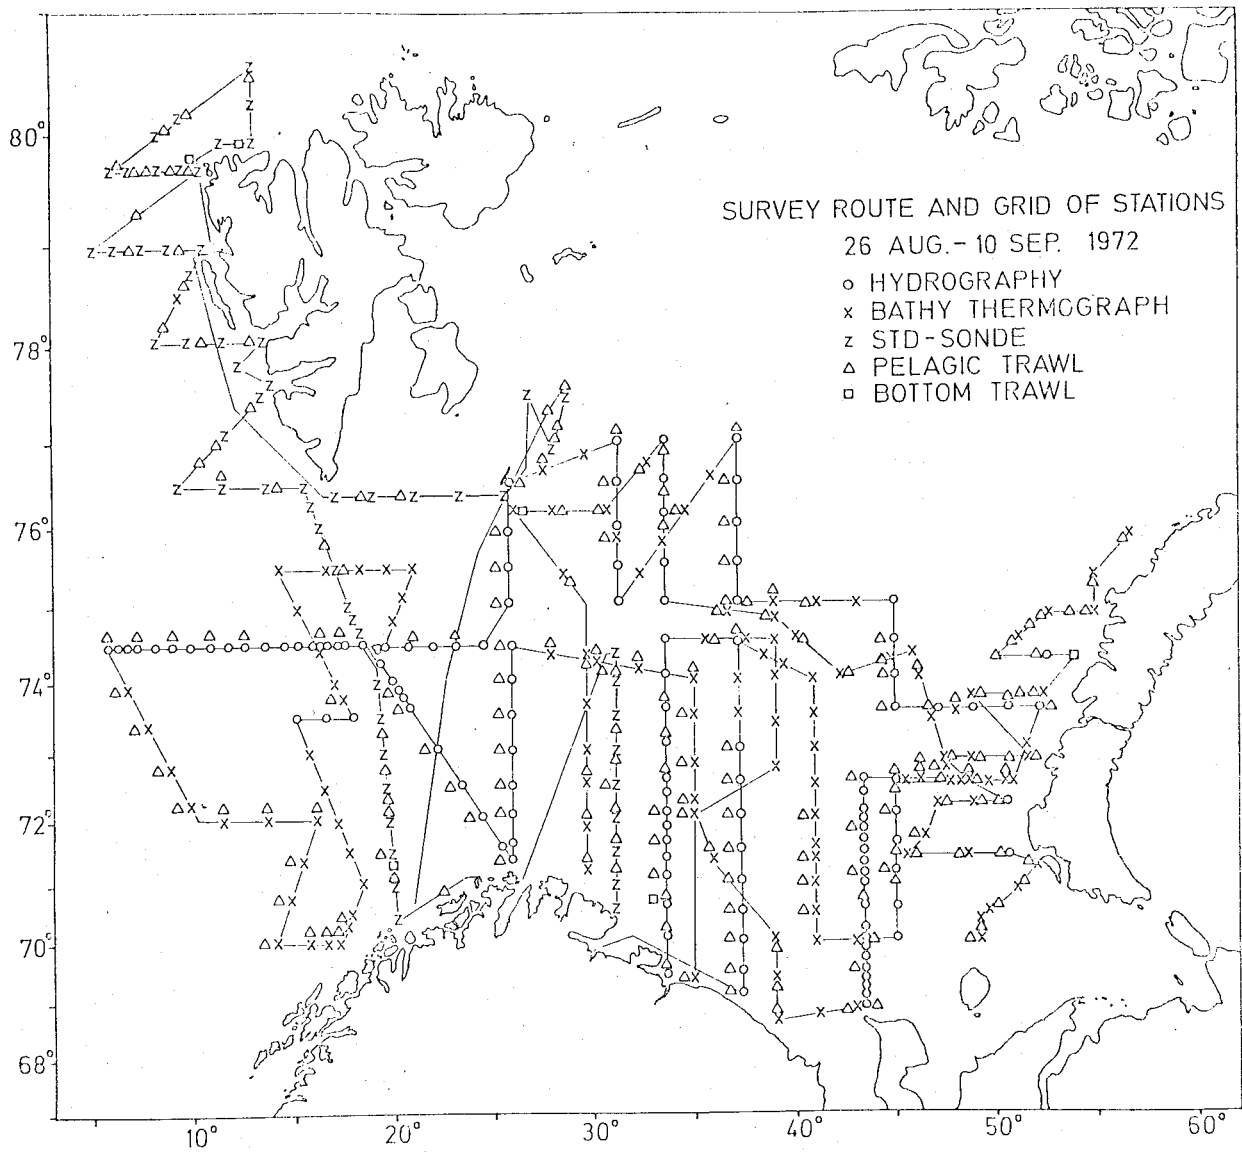 SURVEY ROUTE AND GRID OF STATIONS
26 AUG.-10 SEP. 1972
o HYDROGRAPHY
x BATHY THERMOGRAPH
z STD-SONDE
△ PELAGIC TRAWL
□ BOTTOM TRAWL
80°
78°
76°
74°
72°
70°
68°
10° 20° 30° 40° 50° 60°